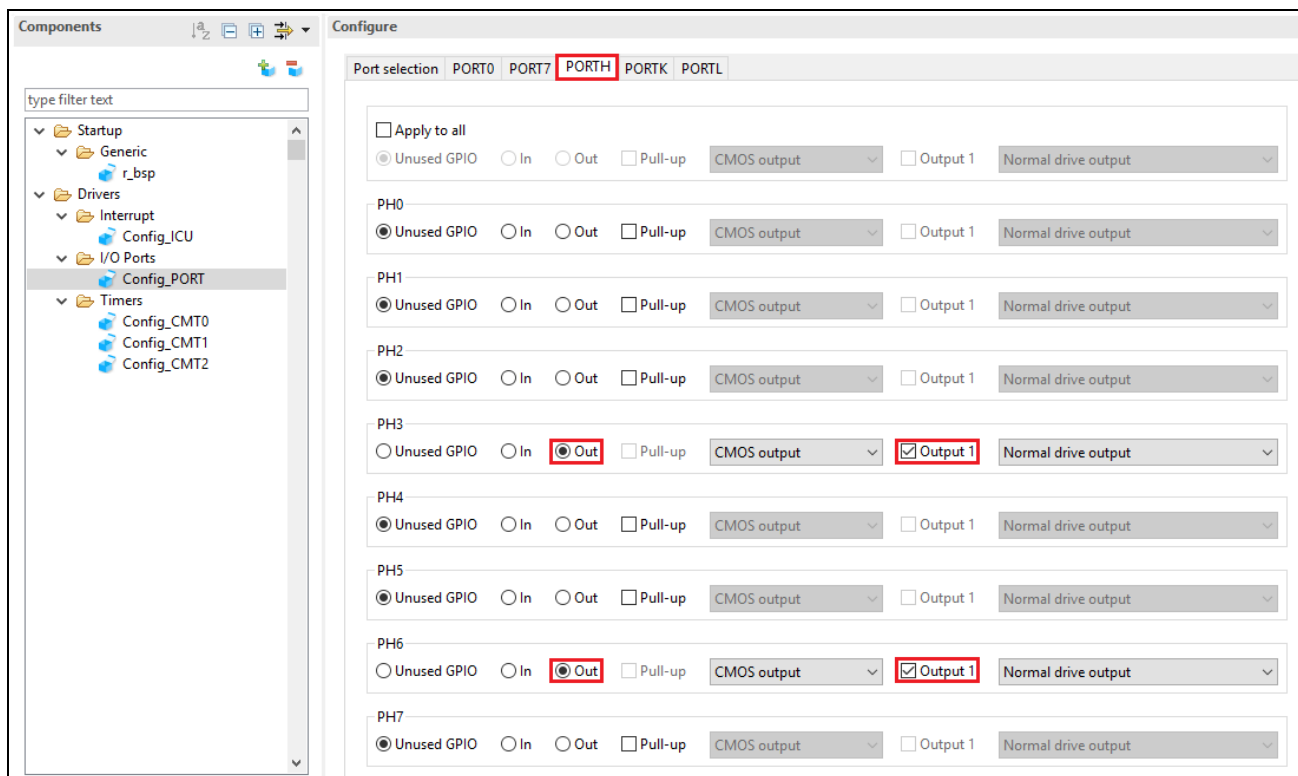 Components
Configure
Port selection PORT0 PORT7 PORTH PORTK PORTL
type filter text
Startup
Generic
r_bsp
Drivers
Interrupt
Config_ICU
I/O Ports
Config_PORT
Timers
Config_CMT0
Config_CMT1
Config_CMT2
Apply to all
Unused GPIO In Out Pull-up CMOS output Output 1 Normal drive output
PH0
Unused GPIO In Out Pull-up CMOS output Output 1 Normal drive output
PH1
Unused GPIO In Out Pull-up CMOS output Output 1 Normal drive output
PH2
Unused GPIO In Out Pull-up CMOS output Output 1 Normal drive output
PH3
Unused GPIO In Out Pull-up CMOS output Output 1 Normal drive output
PH4
Unused GPIO In Out Pull-up CMOS output Output 1 Normal drive output
PH5
Unused GPIO In Out Pull-up CMOS output Output 1 Normal drive output
PH6
Unused GPIO In Out Pull-up CMOS output Output 1 Normal drive output
PH7
Unused GPIO In Out Pull-up CMOS output Output 1 Normal drive output